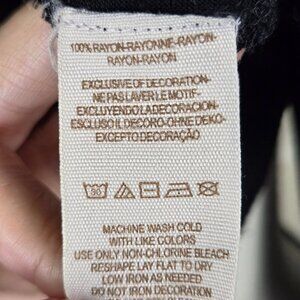 100% RAYON-RAYONNE-RAYON-
RAYON-RAYON
EXCLUSIVE OF DECORATION-
NE PAS LAVER LE MOTIF-
EXCLUYENDO LA DECORACION-
ESCLUSO IL DECORO-OHNE DEKO-
EXCEPTO DECORAÇÃO
MACHINE WASH COLD
WITH LIKE COLORS
USE ONLY NON-CHLORINE BLEACH
RESHAPE LAY FLAT TO DRY
LOW IRON AS NEEDED
DO NOT IRON DECORATION